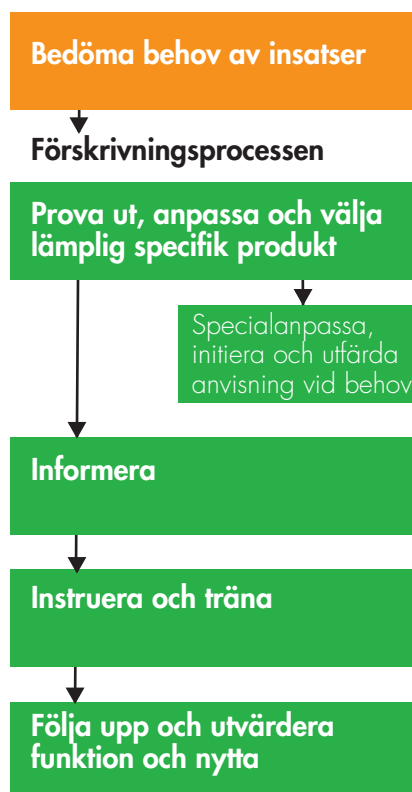 Bedöma behov av insatser
Förskrivningsprocessen
Prova ut, anpassa och välja
lämplig specifik produkt
Specialanpassa,
initiera och utfärda
anvisning vid behov
Informera
Instruera och träna
Följa upp och utvärdera
funktion och nytta